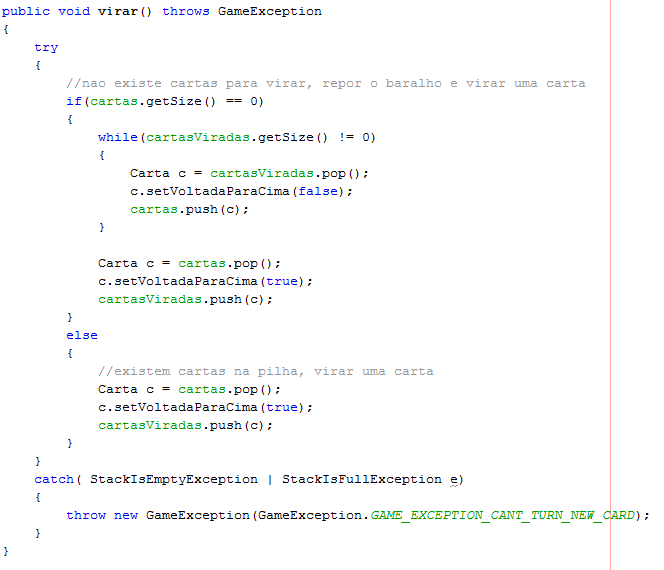 public void virar() throws GameException
{
    try
    {
        //nao existe cartas para virar, repor o baralho e virar uma carta
        if(cartas.getSize() == 0)
        {
            while(cartasViradas.getSize() != 0)
            {
                Carta c = cartasViradas.pop();
                c.setVoltadaParaCima(false);
                cartas.push(c);
            }

            Carta c = cartas.pop();
            c.setVoltadaParaCima(true);
            cartasViradas.push(c);
        }
        else
        {
            //existem cartas na pilha, virar uma carta
            Carta c = cartas.pop();
            c.setVoltadaParaCima(true);
            cartasViradas.push(c);
        }
    }
    catch( StackIsEmptyException | StackIsFullException e)
    {
        throw new GameException(GameException.GAME_EXCEPTION_CANT_TURN_NEW_CARD);
    }
}